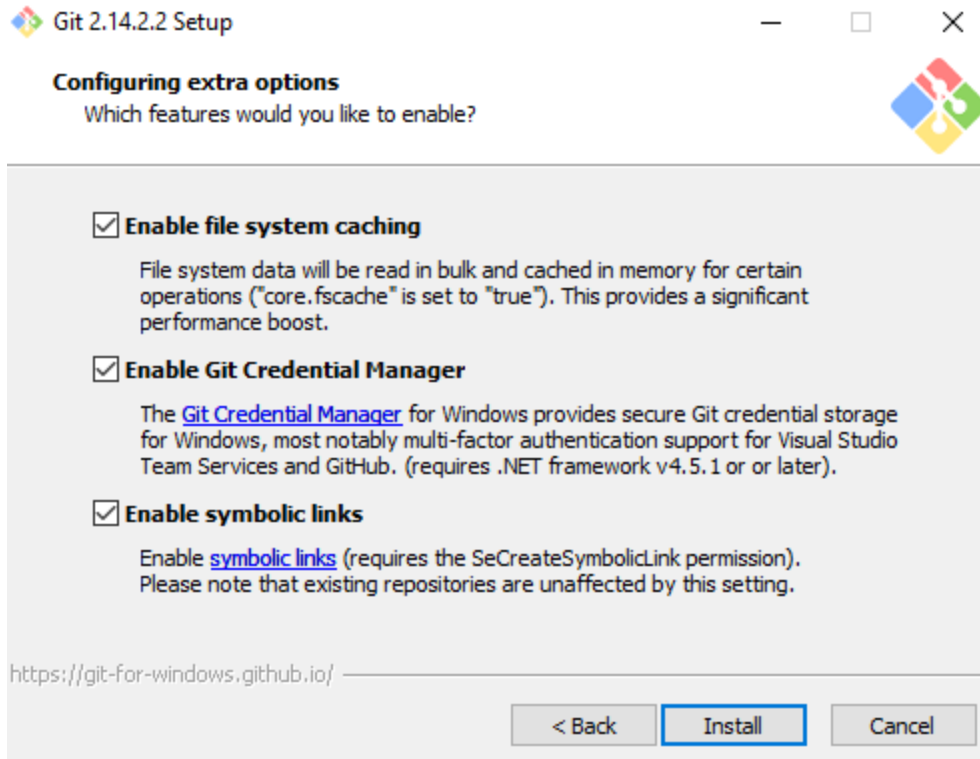 Git 2.14.2.2 Setup
Configuring extra options
Which features would you like to enable?
Enable file system caching
File system data will be read in bulk and cached in memory for certain
operations ("core.fscache" is set to "true"). This provides a significant
performance boost.
Enable Git Credential Manager
The Git Credential Manager for Windows provides secure Git credential storage
for Windows, most notably multi-factor authentication support for Visual Studio
Team Services and GitHub. (requires .NET framework v4.5.1 or or later).
Enable symbolic links
Enable symbolic links (requires the SeCreateSymbolicLink permission).
Please note that existing repositories are unaffected by this setting.
https://git-for-windows.github.io/
< Back Install Cancel